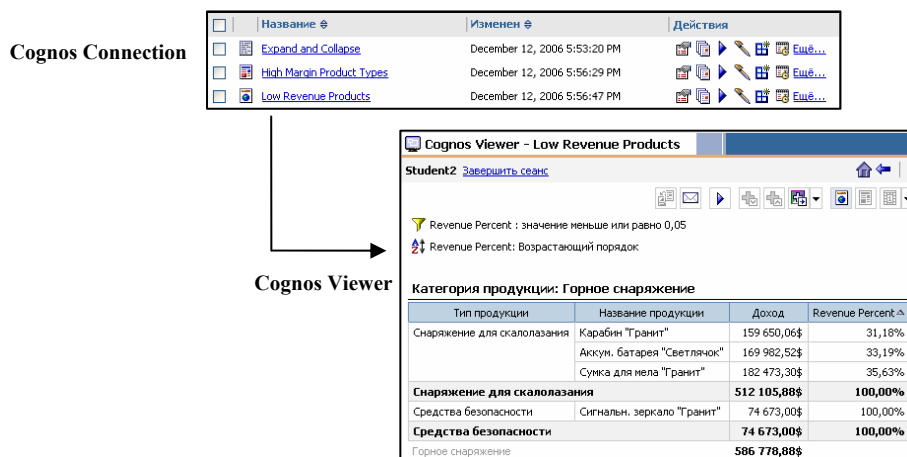 Название Изменен Действия
Cognos Connection
Expand and Collapse December 12, 2006 5:53:20 PM Ещё...
High Margin Product Types December 12, 2006 5:56:29 PM Ещё...
Low Revenue Products December 12, 2006 5:56:47 PM Ещё...
Cognos Viewer - Low Revenue Products
Student2 Завершить сеанс
Revenue Percent : значение меньше или равно 0,05
Revenue Percent: Возрастающий порядок
Cognos Viewer
Категория продукции: Горное снаряжение
Тип продукции Название продукции Доход Revenue Percent
Снаряжение для скалолазания Карабин "Гранит" 159 650,06$ 31,18%
Аккум. батарея "Светлячок" 169 982,52$ 33,19%
Сумка для мела "Гранит" 182 473,30$ 35,63%
Снаряжение для скалолазания 512 105,88$ 100,00%
Средства безопасности Сигнальн. зеркало "Гранит" 74 673,00$ 100,00%
Средства безопасности 74 673,00$ 100,00%
Горное снаряжение 586 778,88$